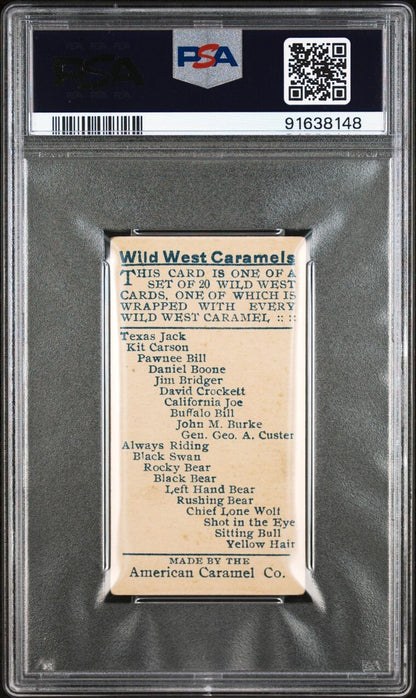 PSA
PSA
91638148
Wild West Caramels
THIS CARD IS ONE OF A
SET OF 20 WILD WEST
CARDS, ONE OF WHICH IS
WRAPPED WITH EVERY
WILD WEST CARAMEL :: ::
Texas Jack
Kit Carson
Pawnee Bill
Daniel Boone
Jim Bridger
David Crockett
California Joe
Buffalo Bill
John M. Burke
Gen. Geo. A. Custer
Always Riding
Black Swan
Rocky Bear
Black Bear
Left Hand Bear
Rushing Bear
Chief Lone Wolf
Shot in the Eye
Sitting Bull
Yellow Hair
MADE BY THE
American Caramel Co.